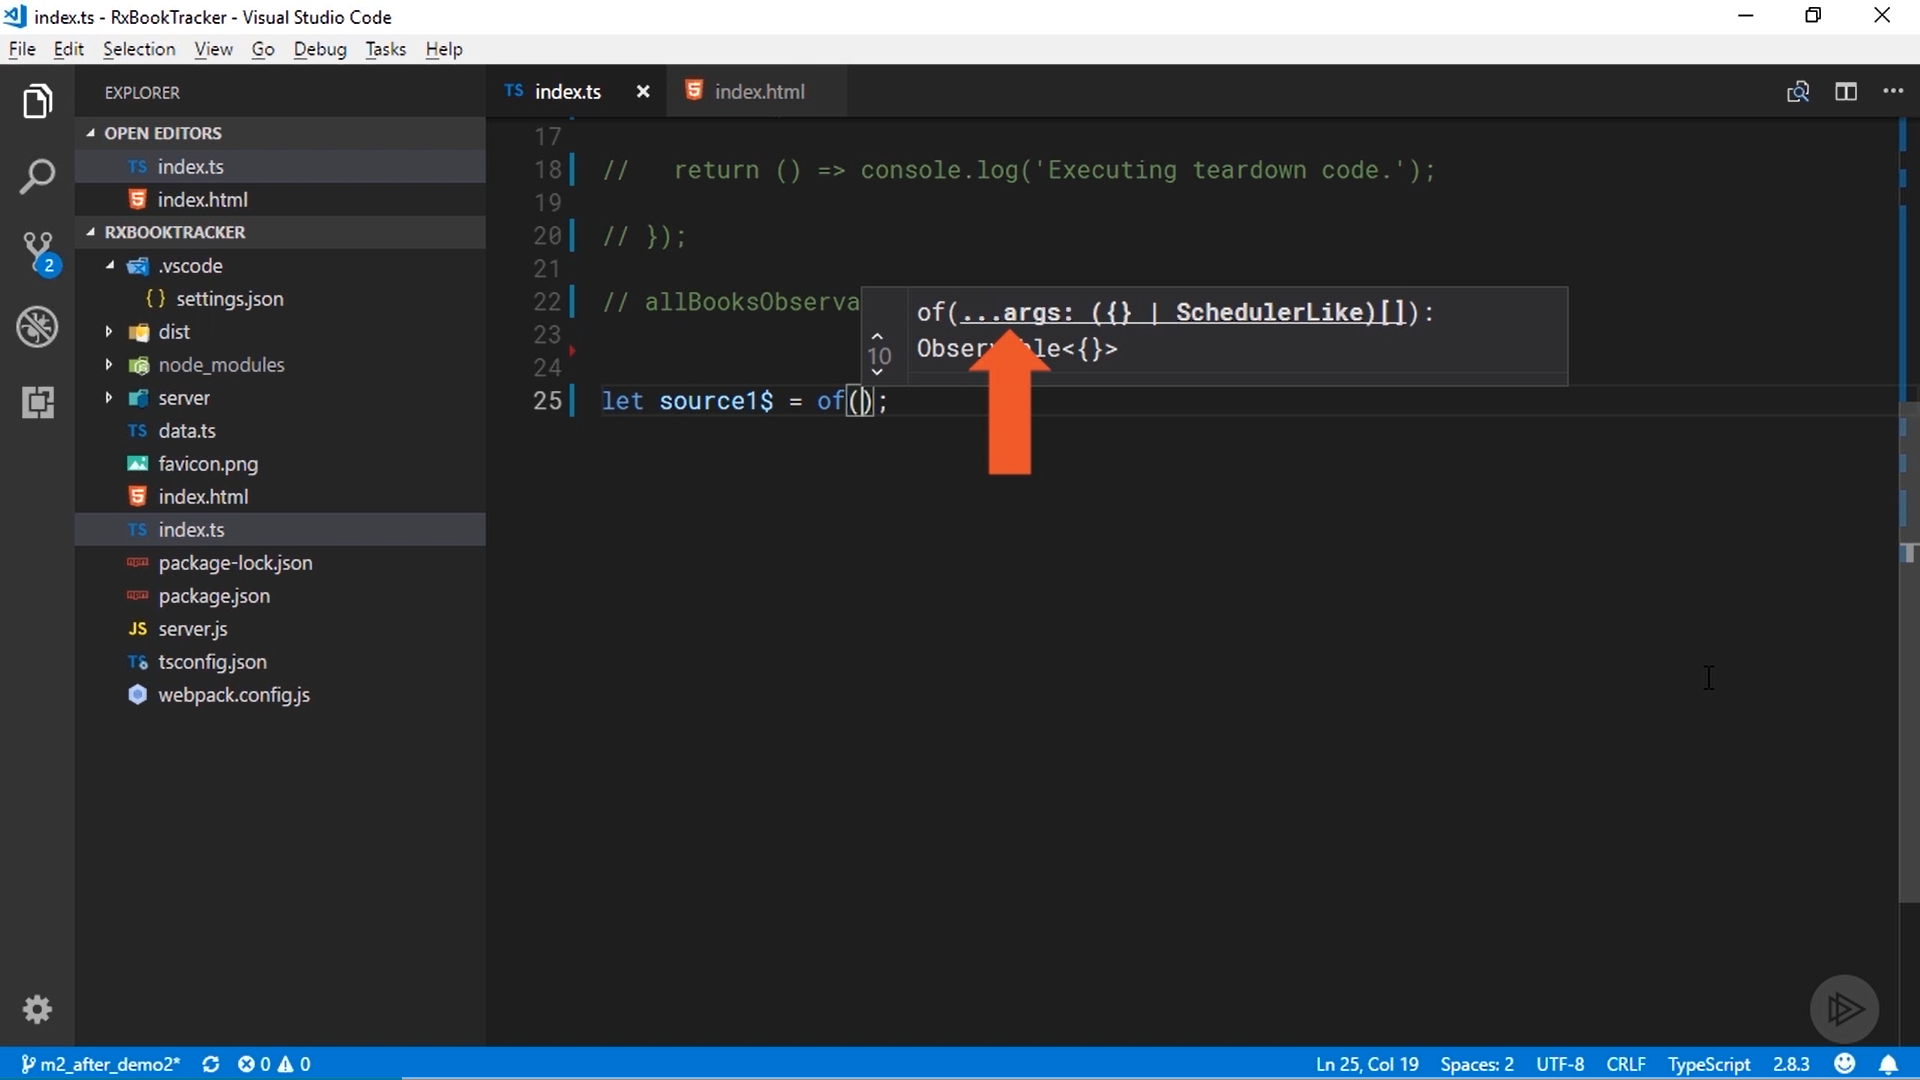 index.ts - RxBookTracker - Visual Studio Code
File Edit Selection View Go Debug Tasks Help
EXPLORER
OPEN EDITORS
TS index.ts
index.html
RXBOOKTRACKER
.vscode
{ } settings.json
dist
node_modules
server
TS data.ts
favicon.png
index.html
TS index.ts
package-lock.json
package.json
JS server.js
TS tsconfig.json
webpack.config.js
2
TS index.ts
index.html
17
18 //   return () => console.log('Executing teardown code.');
19
20 // });
21
22 // allBooksObserva
23
24
25 let source1$ = of();
10
of(...args: ({} | SchedulerLike)[]):
<{}>
m2_after_demo2* 0 0 Ln 25, Col 19 Spaces: 2 UTF-8 CRLF TypeScript 2.8.3